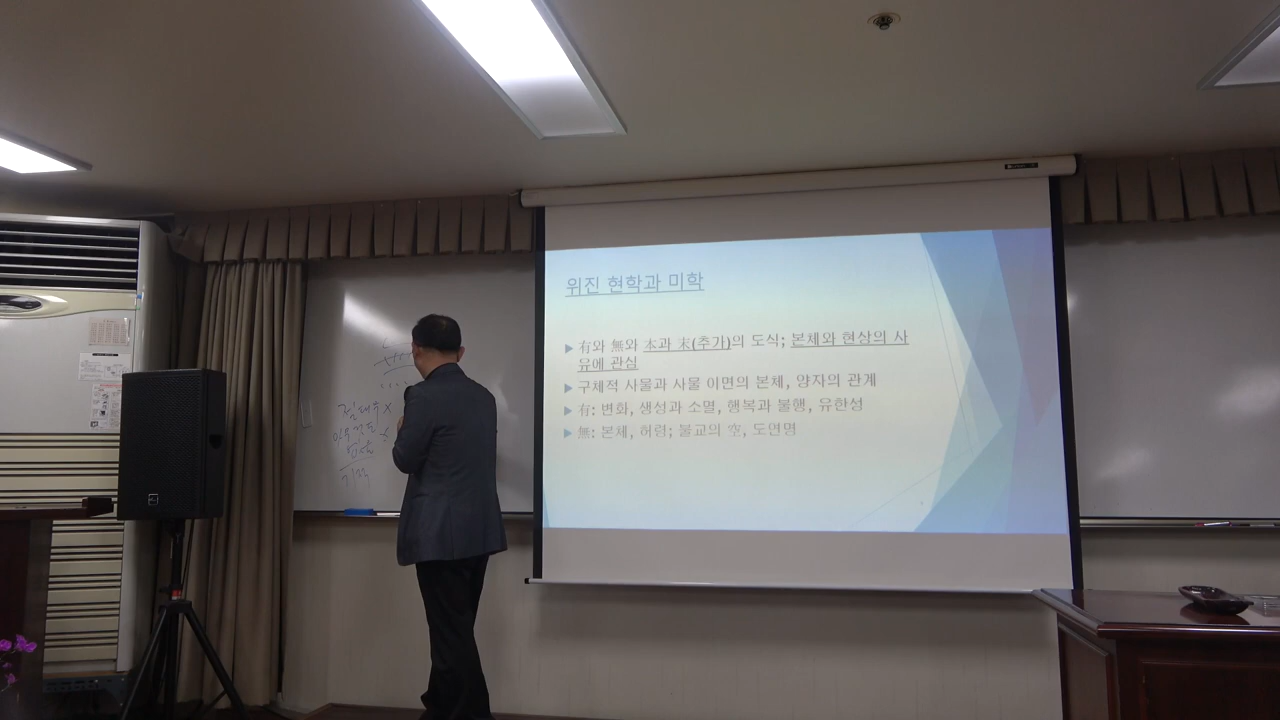 위진 현학과 미학
▶ 有와 無와 本과 末(추가)의 도식; 본체와 현상의 사
유에 관심
▶ 구체적 사물과 사물 이면의 본체, 양자의 관계
▶ 有: 변화, 생성과 소멸, 행복과 불행, 유한성
▶ 無: 본체, 허령; 불교의 空, 도연명